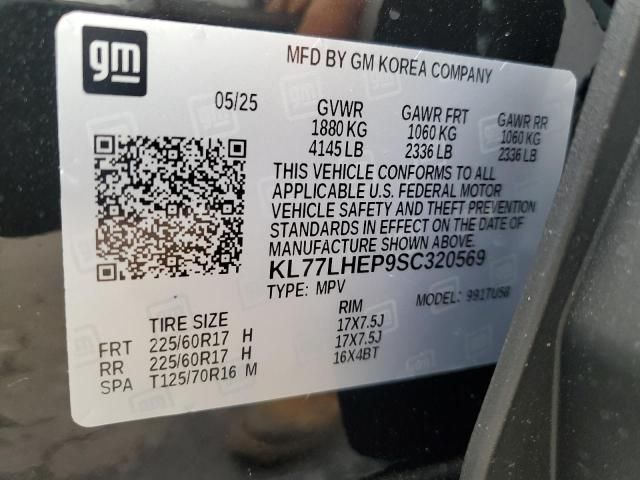 gm
MFD BY GM KOREA COMPANY
05/25
GVWR GAWR FRT GAWR RR
1880 KG 1060 KG 1060 KG
4145 LB 2336 LB 2336 LB
THIS VEHICLE CONFORMS TO ALL
APPLICABLE U.S. FEDERAL MOTOR
VEHICLE SAFETY AND THEFT PREVENTION
STANDARDS IN EFFECT ON THE DATE OF
MANUFACTURE SHOWN ABOVE.
KL77LHEP9SC320569
TYPE: MPV MODEL: 991TUSB
TIRE SIZE RIM
FRT 225/60R17 H 17X7.5J
RR 225/60R17 H 17X7.5J
SPA T125/70R16 M 16X4BT